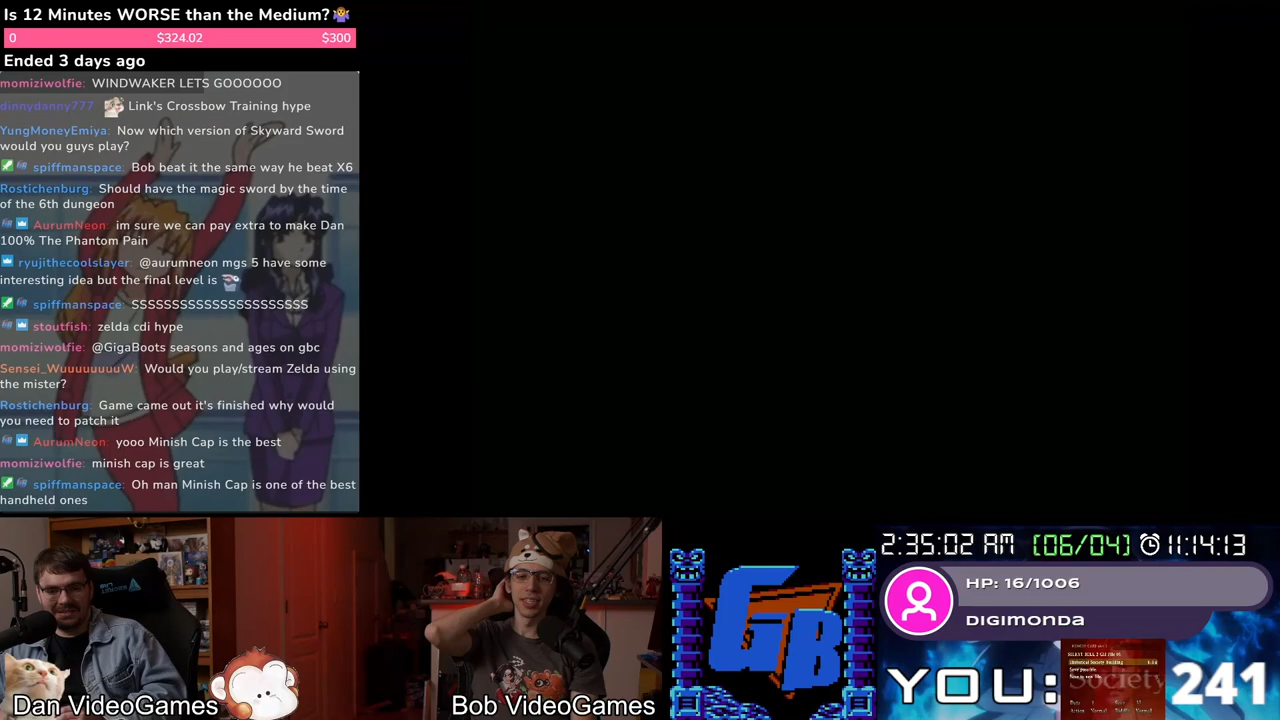 Is 12 Minutes WORSE than the Medium?🤷
0 $324.02 $300
Ended 3 days ago
momiziwolfie: WINDWAKER LETS GOOOOOO
dinnydanny777 Link's Crossbow Training hype
YungMoneyEmiya: Now which version of Skyward Sword
would you guys play?
spiffmanspace: Bob beat it the same way he beat X6
Rostichenburg: Should have the magic sword by the time
of the 6th dungeon
AurumNeon: im sure we can pay extra to make Dan
100% The Phantom Pain
ryujithecoolslayer: @aurumneon mgs 5 have some
interesting idea but the final level is
spiffmanspace: SSSSSSSSSSSSSSSSSSSSSS
stoutfish: zelda cdi hype
momiziwolfie: @GigaBoots seasons and ages on gbc
Sensei_WuuuuuuuuW: Would you play/stream Zelda using
the mister?
Rostichenburg: Game came out it's finished why would
you need to patch it
AurumNeon: yooo Minish Cap is the best
momiziwolfie: minish cap is great
spiffmanspace: Oh man Minish Cap is one of the best
handheld ones
Dan VideoGames
Bob VideoGames
GB
2:35:02 AM [06/04] 11:14:13
HP: 16/1006
DIGIMONDA
YOU: 241
Society